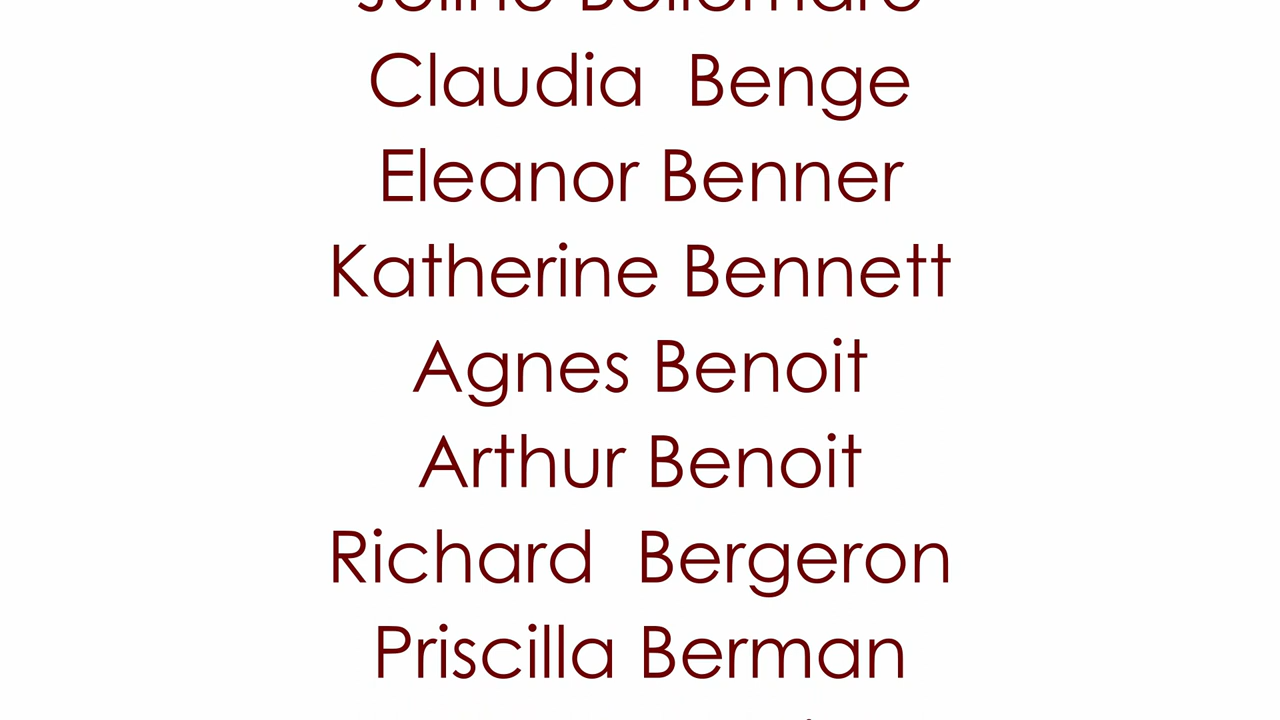 Claudia  Benge
Eleanor Benner
Katherine Bennett
Agnes Benoit
Arthur Benoit
Richard  Bergeron
Priscilla Berman